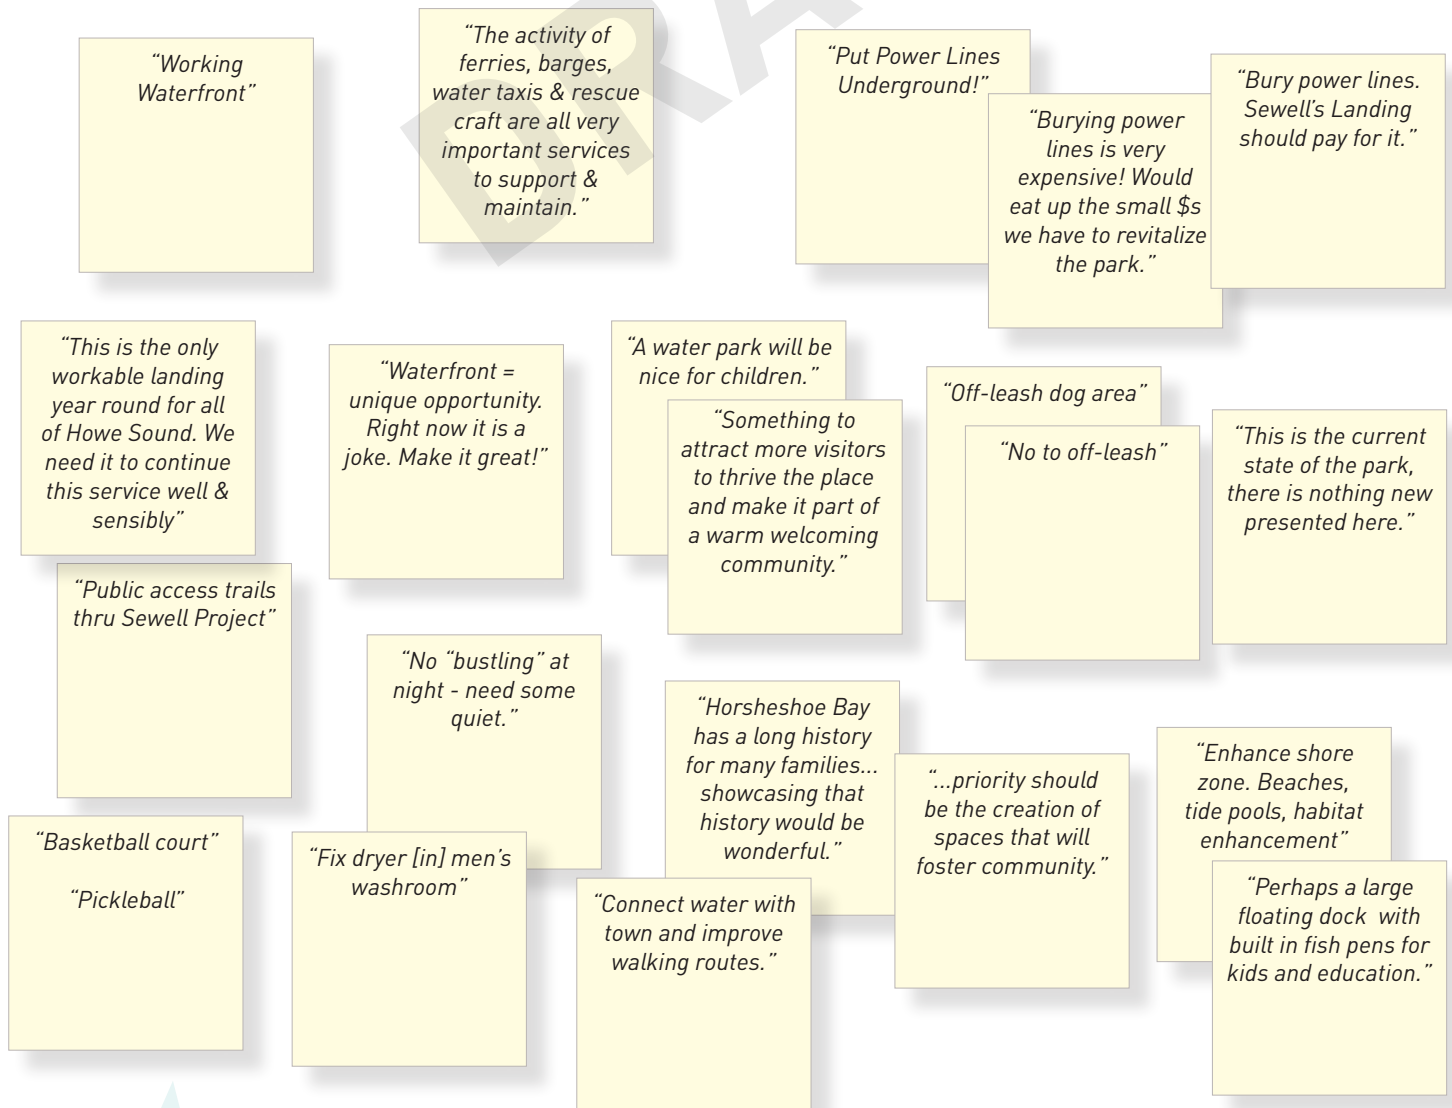 “Working
Waterfront”
“The activity of
ferries, barges,
water taxis & rescue
craft are all very
important services
to support &
maintain.”
“Put Power Lines
Underground!”
“Burying power
lines is very
expensive! Would
eat up the small $s
we have to revitalize
the park.”
“Bury power lines.
Sewell’s Landing
should pay for it.”
“This is the only
workable landing
year round for all
of Howe Sound. We
need it to continue
this service well &
sensibly”
“Waterfront =
unique opportunity.
Right now it is a
joke. Make it great!”
“A water park will be
nice for children.”
“Something to
attract more visitors
to thrive the place
and make it part of
a warm welcoming
community.”
“Off-leash dog area”
“No to off-leash”
“This is the current
state of the park,
there is nothing new
presented here.”
“Public access trails
thru Sewell Project”
“No “bustling” at
night - need some
quiet.”
“Horsheshoe Bay
has a long history
for many families...
showcasing that
history would be
wonderful.”
“...priority should
be the creation of
spaces that will
foster community.”
“Enhance shore
zone. Beaches,
tide pools, habitat
enhancement”
“Basketball court”
“Pickleball”
“Fix dryer [in] men’s
washroom”
“Connect water with
town and improve
walking routes.”
“Perhaps a large
floating dock with
built in fish pens for
kids and education.”